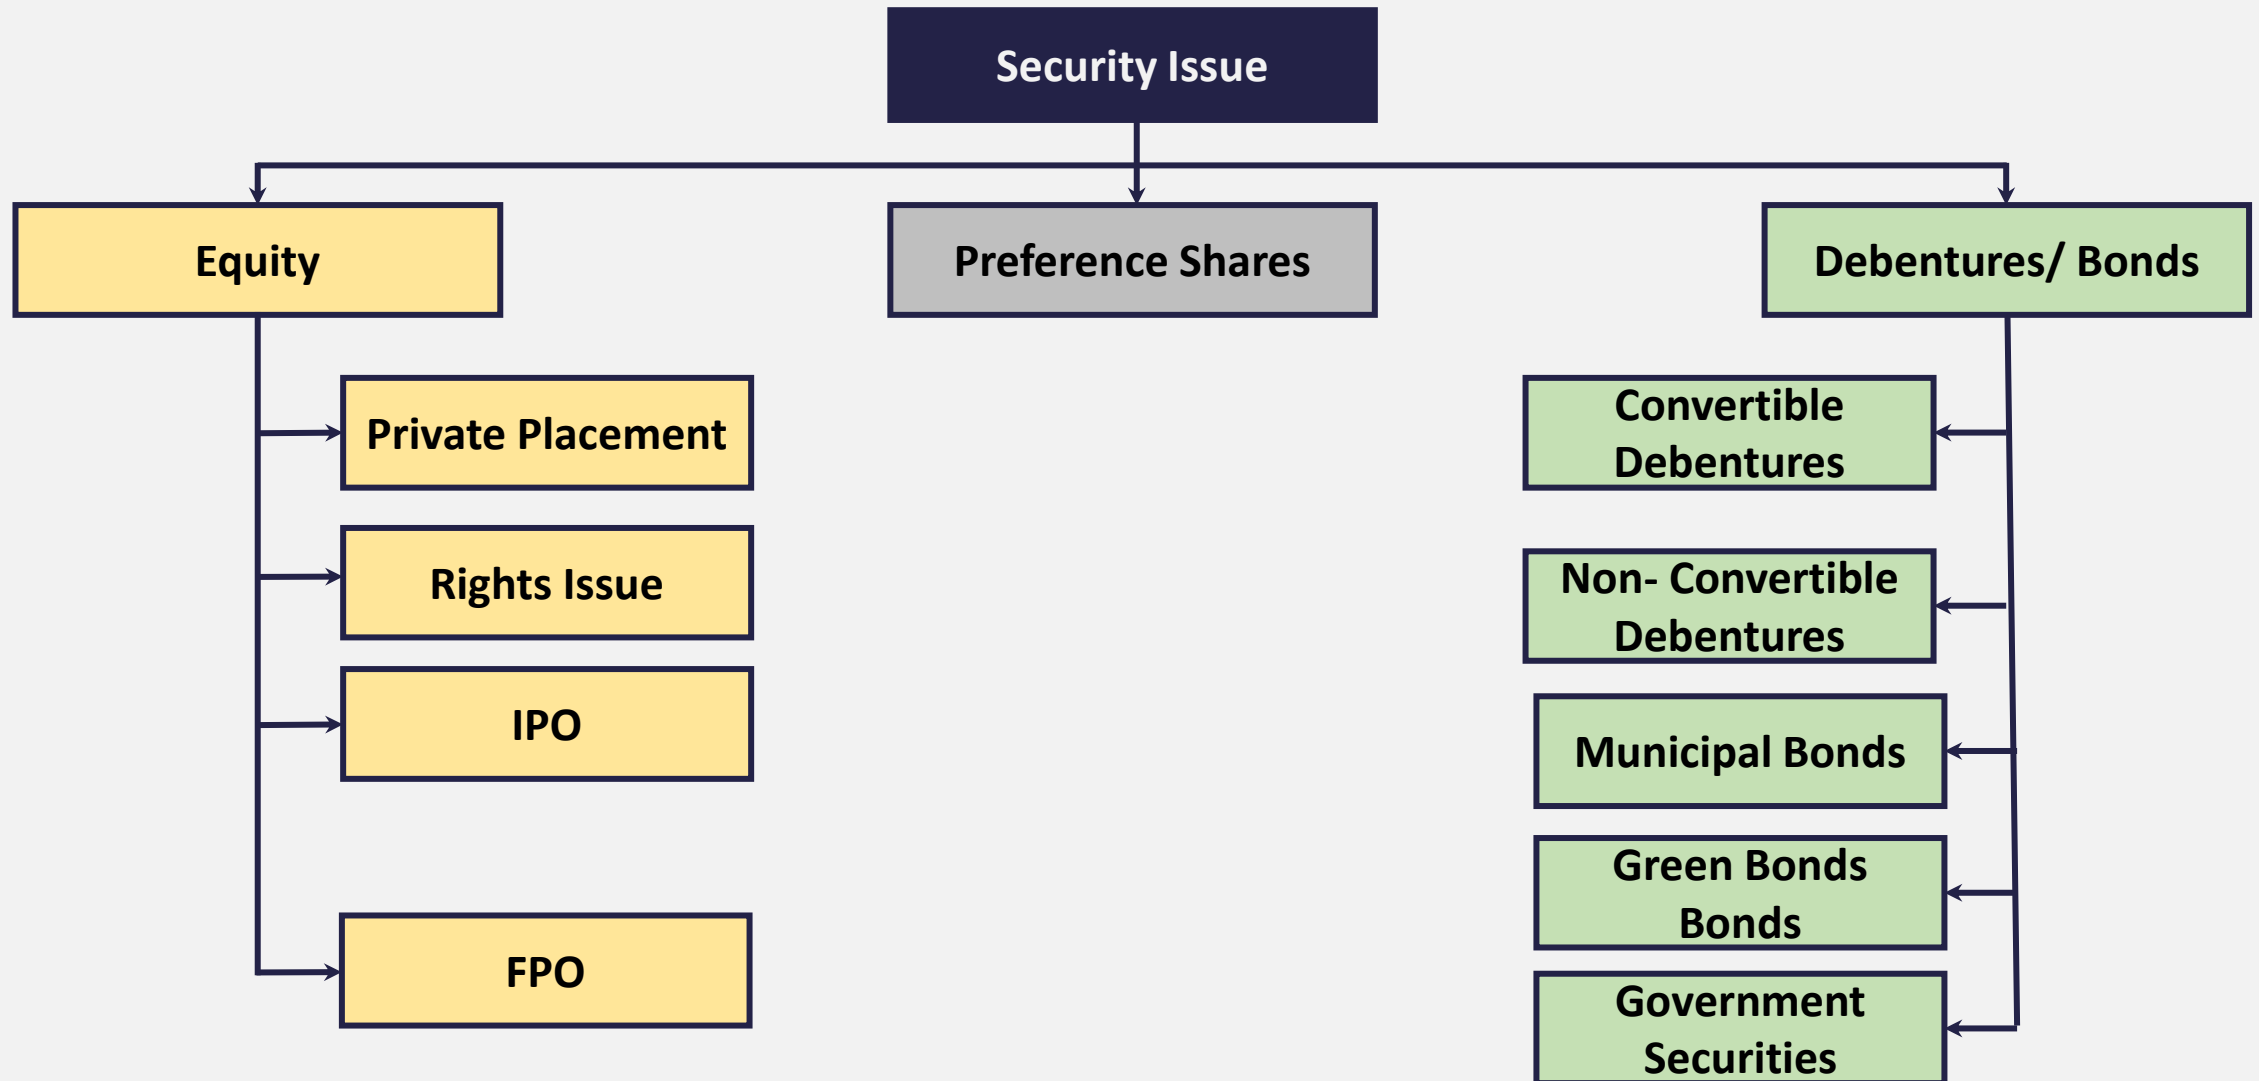 Security Issue
Equity
Preference Shares
Debentures/ Bonds
Private Placement
Rights Issue
IPO
FPO
Convertible
Debentures
Non- Convertible
Debentures
Municipal Bonds
Green Bonds
Bonds
Government
Securities